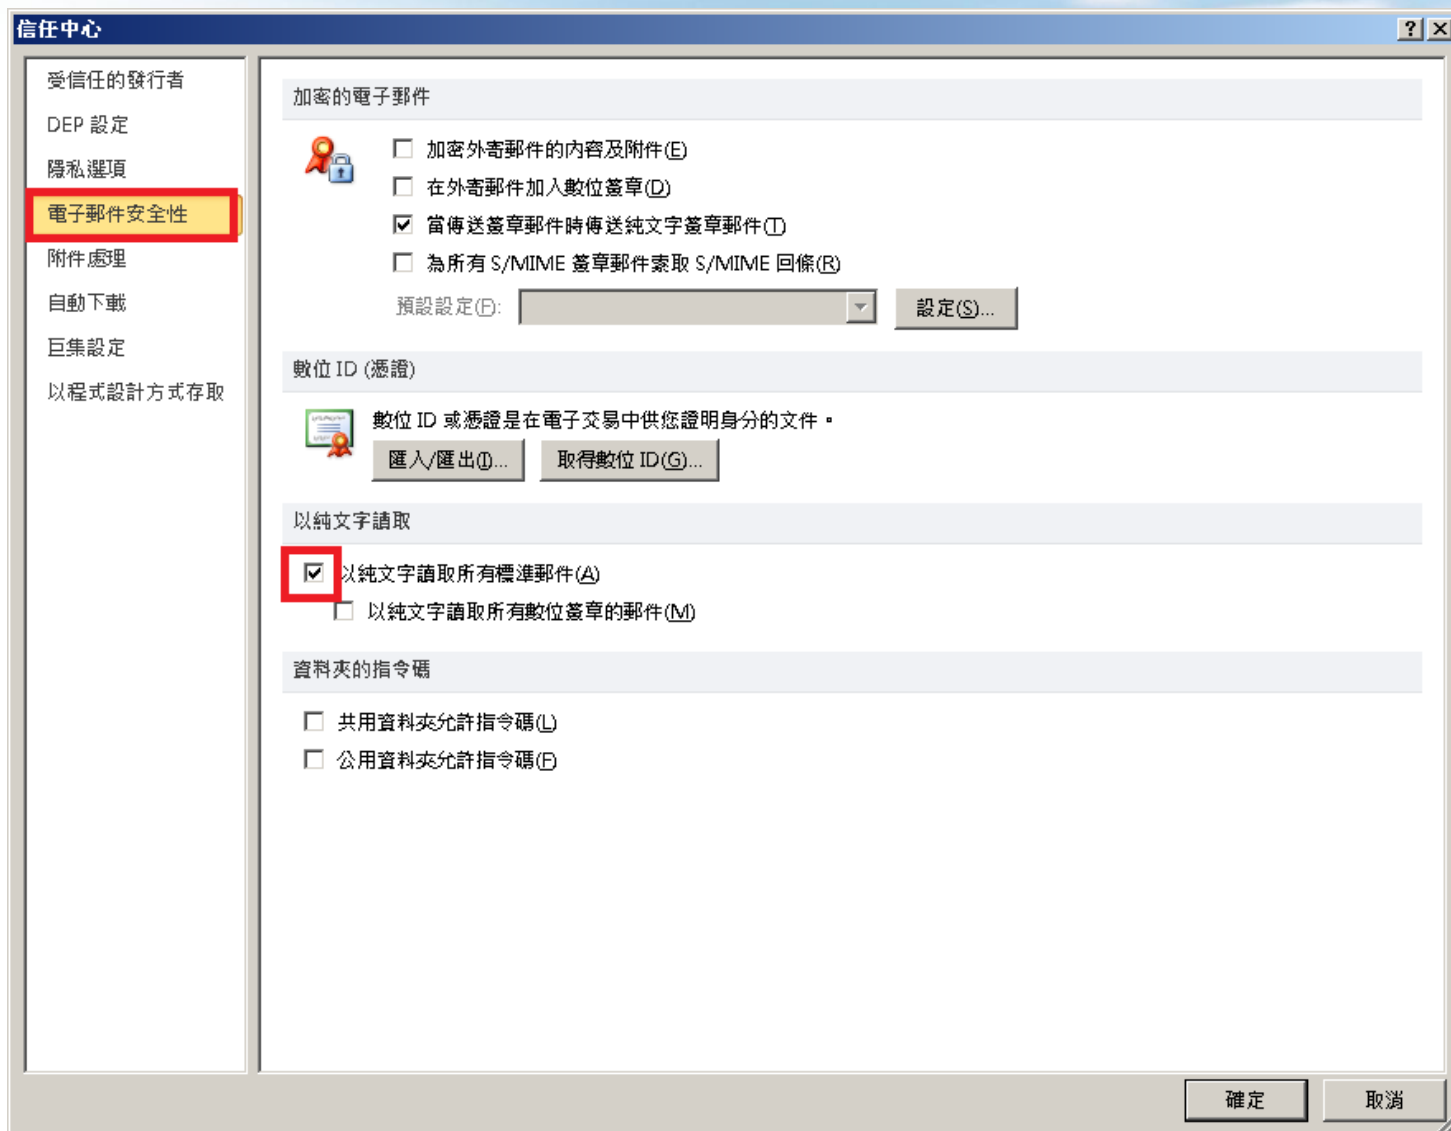 信任中心
受信任的發行者
DEP 設定
隱私選項
電子郵件安全性
附件處理
自動下載
巨集設定
以程式設計方式存取
加密的電子郵件
加密外寄郵件的內容及附件(E)
在外寄郵件加入數位簽章(D)
當傳送簽章郵件時傳送純文字簽章郵件(T)
為所有 S/MIME 簽章郵件索取 S/MIME 回條(R)
預設設定(F):
設定(S)...
數位 ID (憑證)
數位 ID 或憑證是在電子交易中供您證明身分的文件。
匯入/匯出(I)...
取得數位 ID(G)...
以純文字讀取
以純文字讀取所有標準郵件(A)
以純文字讀取所有數位簽章的郵件(M)
資料夾的指令碼
共用資料夾允許指令碼(L)
公用資料夾允許指令碼(F)
確定
取消